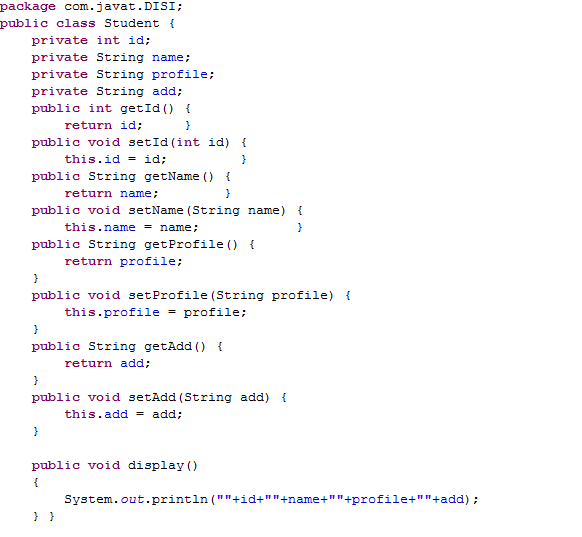 package com.javat.DISI;
public class Student {
    private int id;
    private String name;
    private String profile;
    private String add;
    public int getId() {
        return id;     }
    public void setId(int id) {
        this.id = id;         }
    public String getName() {
        return name;        }
    public void setName(String name) {
        this.name = name;            }
    public String getProfile() {
        return profile;
    }
    public void setProfile(String profile) {
        this.profile = profile;
    }
    public String getAdd() {
        return add;
    }
    public void setAdd(String add) {
        this.add = add;
    }

    public void display()
    {
        System.out.println(""+id+""+name+""+profile+""+add);
    } }